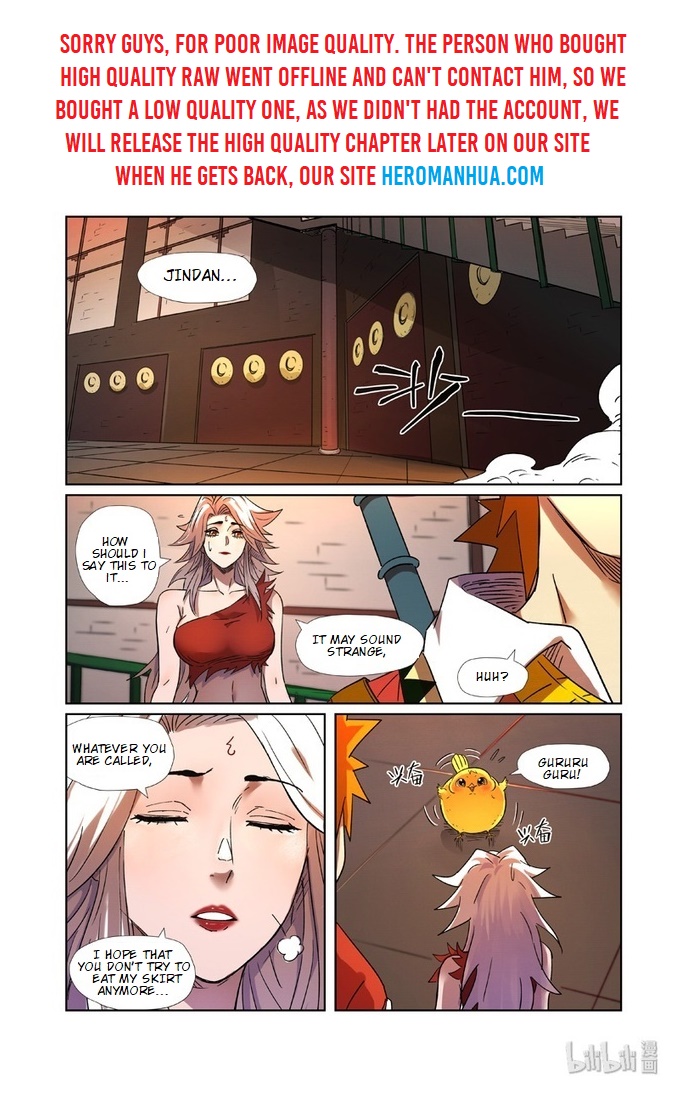 SORRY GUYS, FOR POOR IMAGE QUALITY. THE PERSON WHO BOUGHT
HIGH QUALITY RAW WENT OFFLINE AND CAN'T CONTACT HIM, SO WE
BOUGHT A LOW QUALITY ONE, AS WE DIDN'T HAD THE ACCOUNT, WE
WILL RELEASE THE HIGH QUALITY CHAPTER LATER ON OUR SITE
WHEN HE GETS BACK, OUR SITE HEROMANHUA.COM
JINDAN...
HOW
SHOULD I
SAY THIS TO
IT...
IT MAY SOUND
STRANGE,
HUH?
WHATEVER YOU
ARE CALLED,
I HOPE THAT
YOU DON'T TRY TO
EAT MY SKIRT
ANYMORE...
GURURU
GURU!
bilibili 漫画